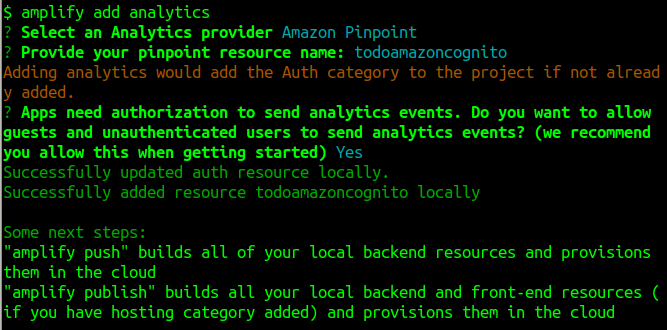 $ amplify add analytics
? Select an Analytics provider Amazon Pinpoint
? Provide your pinpoint resource name: todoamazoncognito
Adding analytics would add the Auth category to the project if not alread
y added.
? Apps need authorization to send analytics events. Do you want to allow
guests and unauthenticated users to send analytics events? (we recommend
you allow this when getting started) Yes
Successfully updated auth resource locally.
Successfully added resource todoamazoncognito locally
Some next steps:
"amplify push" builds all of your local backend resources and provisions
them in the cloud
"amplify publish" builds all your local backend and front-end resources (
if you have hosting category added) and provisions them in the cloud